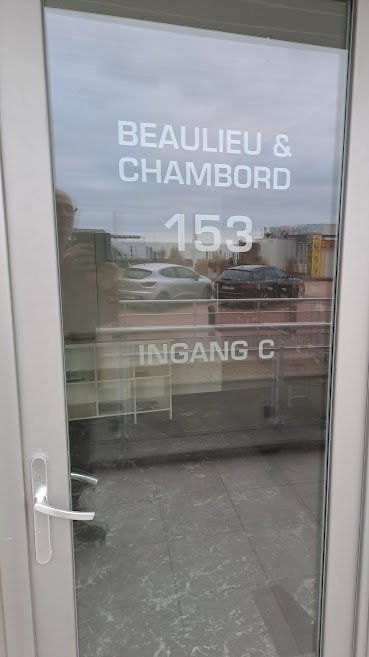 BEAULIEU &
CHAMBORD
153
INGANG C